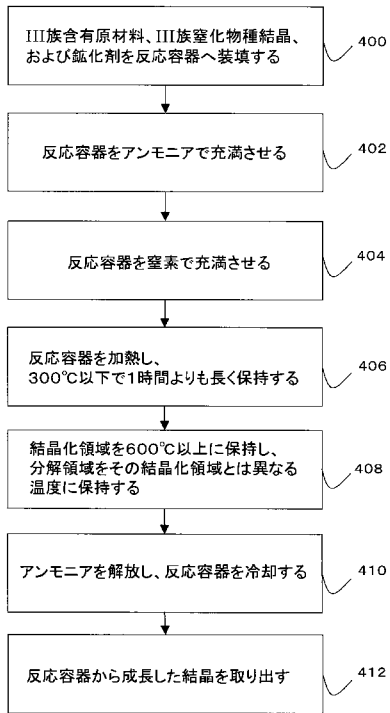 III族含有原材料、III族窒化物種結晶、
および鉱化剤を反応容器へ装填する
400
反応容器をアンモニアで充満させる
402
反応容器を窒素で充満させる
404
反応容器を加熱し、
300℃以下で1時間よりも長く保持する
406
結晶化領域を600℃以上に保持し、
分解領域をその結晶化領域とは異なる
温度に保持する
408
アンモニアを解放し、反応容器を冷却する
410
反応容器から成長した結晶を取り出す
412